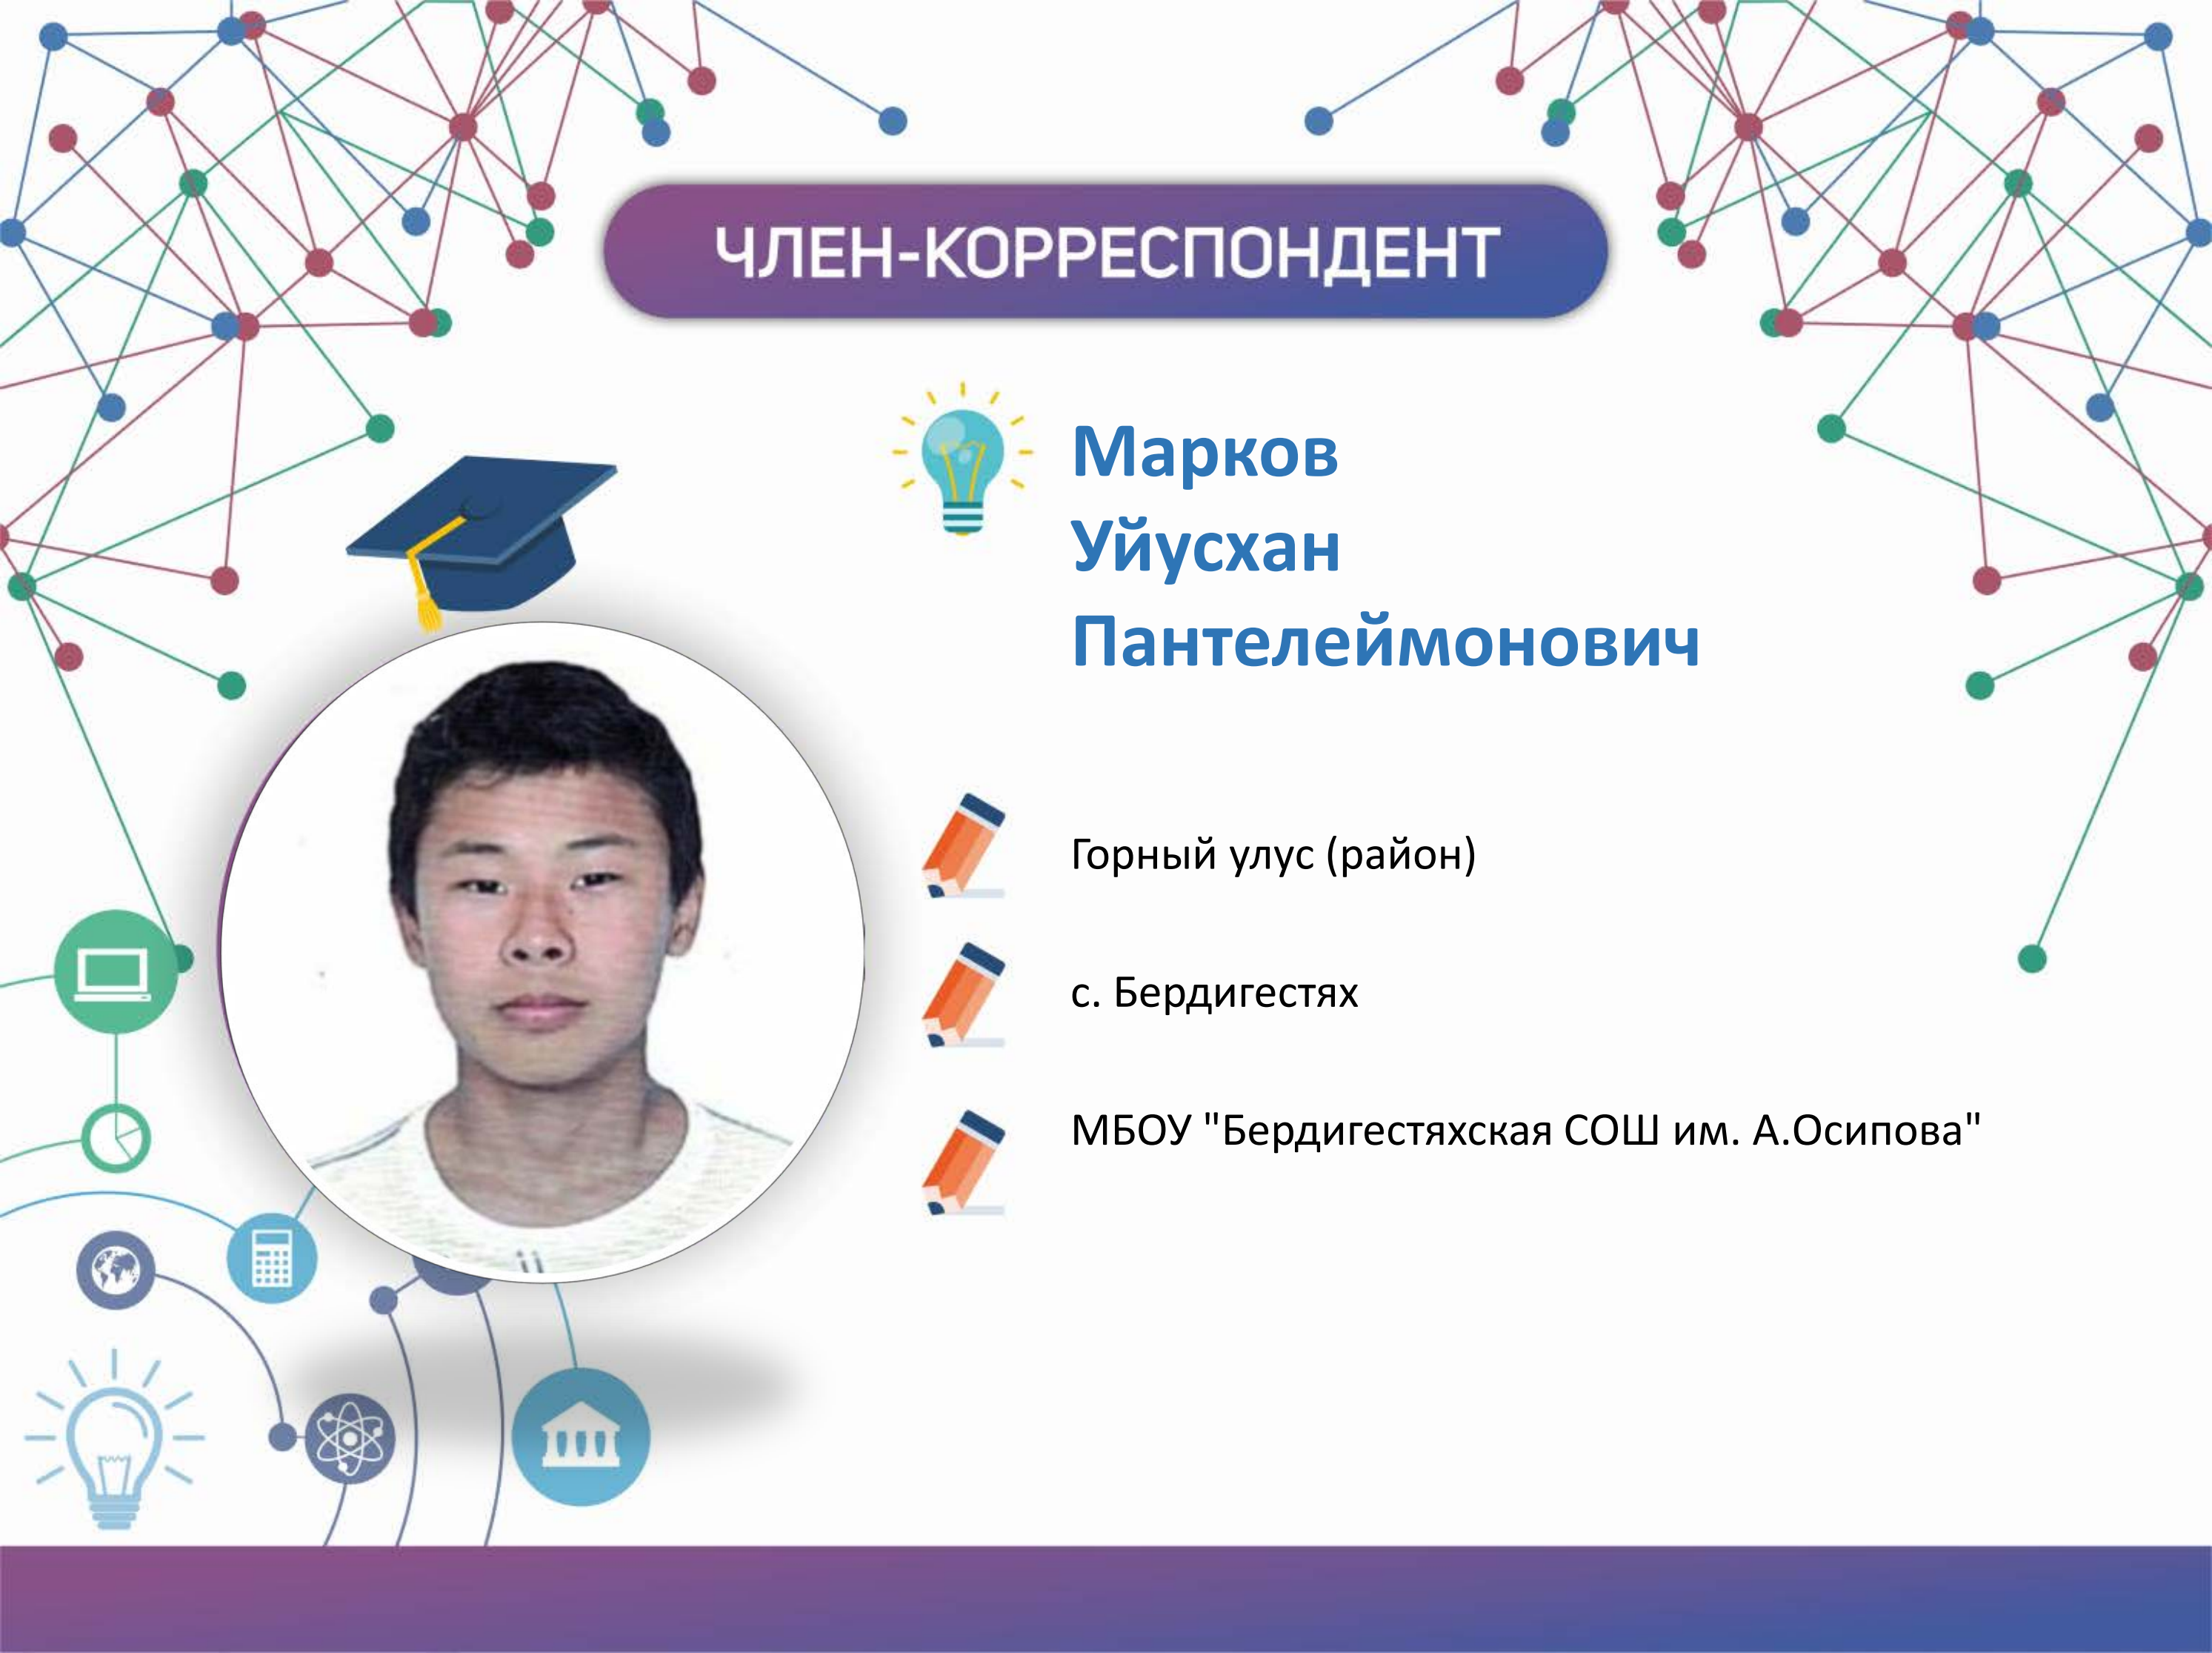 ЧЛЕН-КОРРЕСПОНДЕНТ
Марков
Уйусхан
Пантелеймонович
Горный улус (район)
с. Бердигестях
МБОУ "Бердигестяхская СОШ им. А.Осипова"